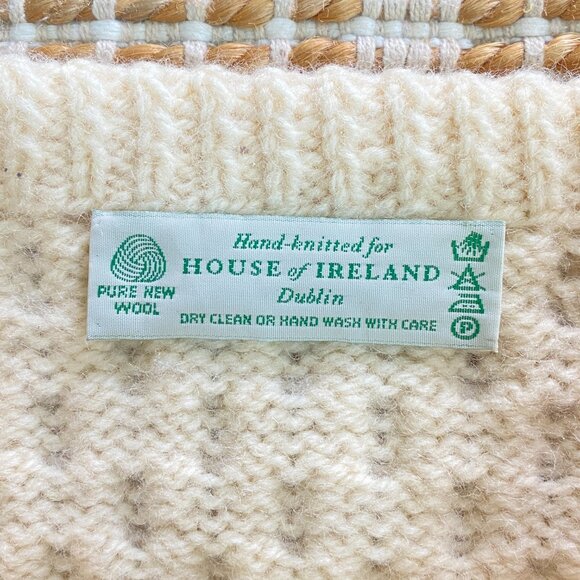 Hand-knitted for
HOUSE of IRELAND
Dublin
DRY CLEAN OR HAND WASH WITH CARE
PURE NEW
WOOL
P